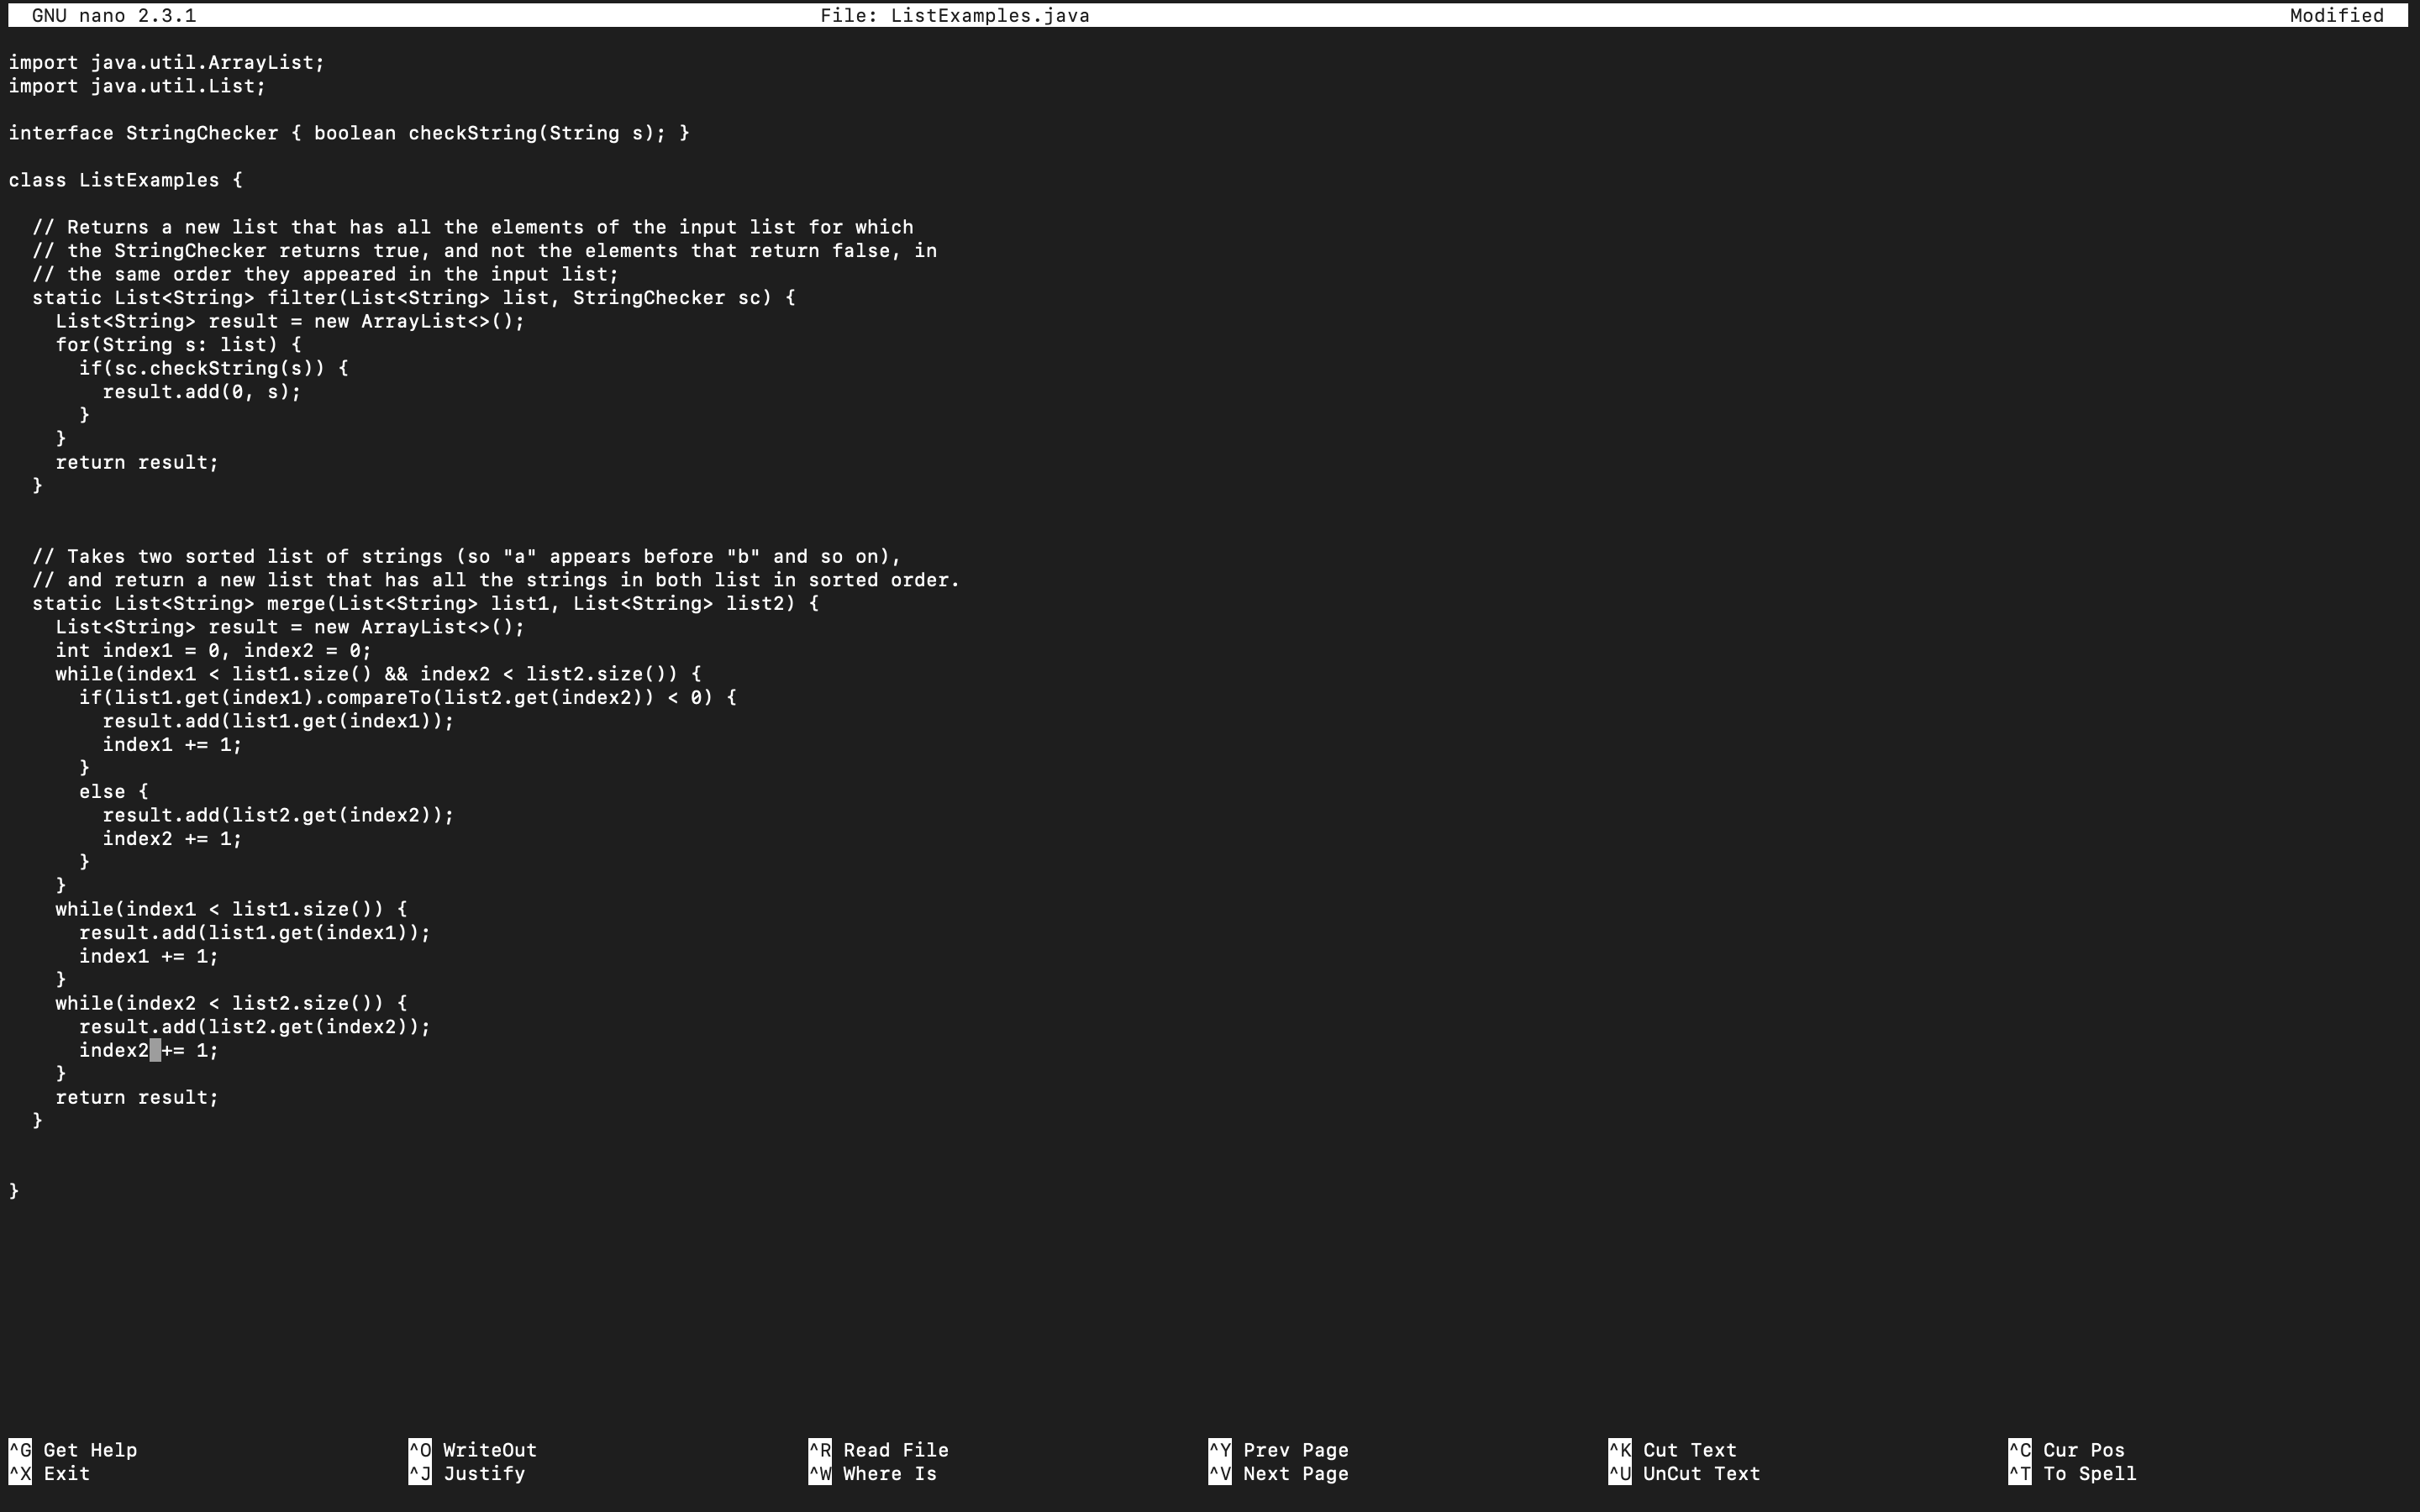 GNU nano 2.3.1 File: ListExamples.java Modified
import java.util.ArrayList;
import java.util.List;
interface StringChecker { boolean checkString(String s); }
class ListExamples {
  // Returns a new list that has all the elements of the input list for which
  // the StringChecker returns true, and not the elements that return false, in
  // the same order they appeared in the input list;
  static List<String> filter(List<String> list, StringChecker sc) {
    List<String> result = new ArrayList<>();
    for(String s: list) {
      if(sc.checkString(s)) {
        result.add(0, s);
      }
    }
    return result;
  }
  // Takes two sorted list of strings (so "a" appears before "b" and so on),
  // and return a new list that has all the strings in both list in sorted order.
  static List<String> merge(List<String> list1, List<String> list2) {
    List<String> result = new ArrayList<>();
    int index1 = 0, index2 = 0;
    while(index1 < list1.size() && index2 < list2.size()) {
      if(list1.get(index1).compareTo(list2.get(index2)) < 0) {
        result.add(list1.get(index1));
        index1 += 1;
      }
      else {
        result.add(list2.get(index2));
        index2 += 1;
      }
    }
    while(index1 < list1.size()) {
      result.add(list1.get(index1));
      index1 += 1;
    }
    while(index2 < list2.size()) {
      result.add(list2.get(index2));
      index2 += 1;
    }
    return result;
  }
}
^G Get Help ^O WriteOut ^R Read File ^Y Prev Page ^K Cut Text ^C Cur Pos
^X Exit ^J Justify ^W Where Is ^V Next Page ^U UnCut Text ^T To Spell